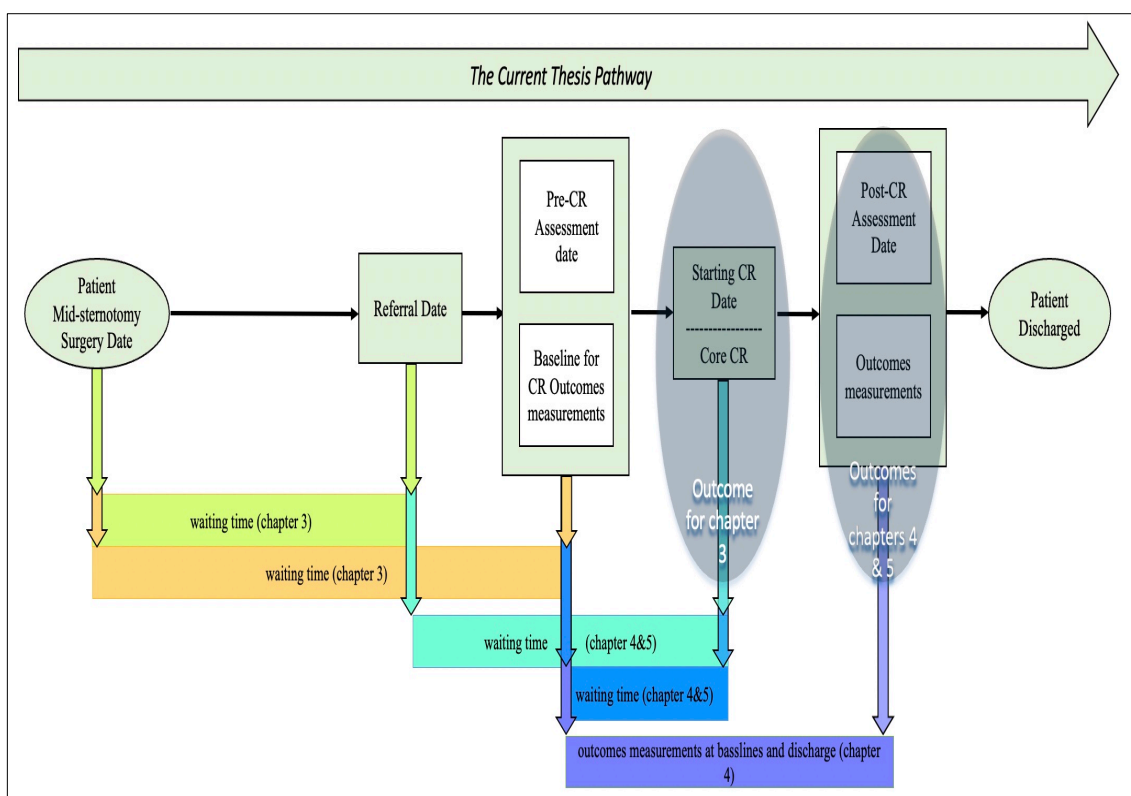 The Current Thesis Pathway
Patient
Mid-sternotomy
Surgery Date
Referral Date
Pre-CR
Assessment
date
Baseline for
CR Outcomes
measurements
Starting CR
Date
--------------------
Core CR
Post-CR
Assessment
Date
Outcomes
measurements
Patient
Discharged
Outcome
for chapter
3
Outcomes
for
chapters 4
& 5
waiting time (chapter 3)
waiting time (chapter 3)
waiting time (chapter 4&5)
waiting time (chapter 4&5)
outcomes measurements at basslines and discharge (chapter
4)